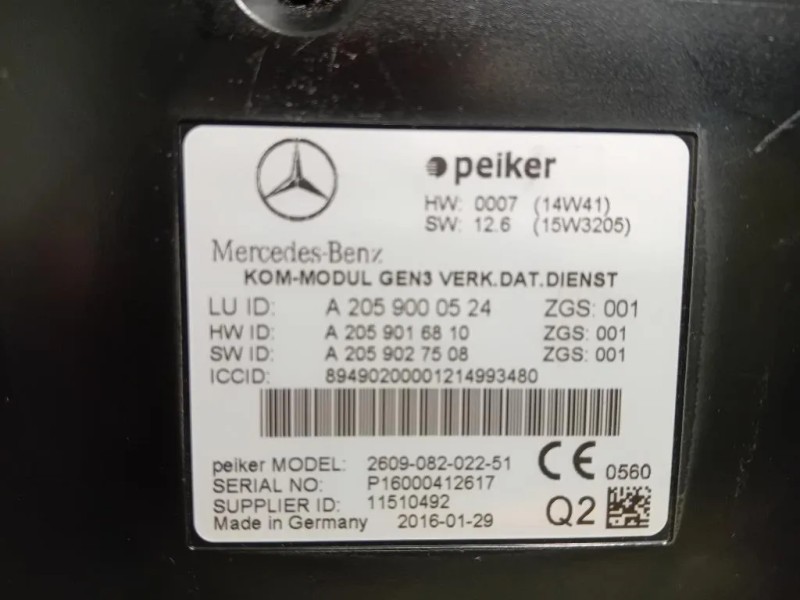 peiker
HW: 0007 (14W41)
SW: 12.6 (15W3205)
Mercedes-Benz
KOM-MODUL GEN3 VERK.DAT.DIENST
LU ID: A 205 900 05 24 ZGS: 001
HW ID: A 205 901 68 10 ZGS: 001
SW ID: A 205 902 75 08 ZGS: 001
ICCID: 89490200001214993480
peiker MODEL: 2609-082-022-51
SERIAL NO: P16000412617
SUPPLIER ID: 11510492
Made in Germany 2016-01-29
CE 0560
Q2